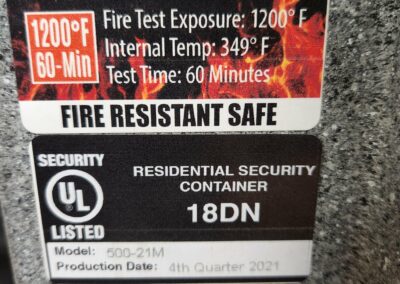 1200°F
60-Min
Fire Test Exposure: 1200° F
Internal Temp: 349° F
Test Time: 60 Minutes
FIRE RESISTANT SAFE
SECURITY
UL
LISTED
RESIDENTIAL SECURITY
CONTAINER
18DN
Model: 500-21M
Production Date: 4th Quarter 2021